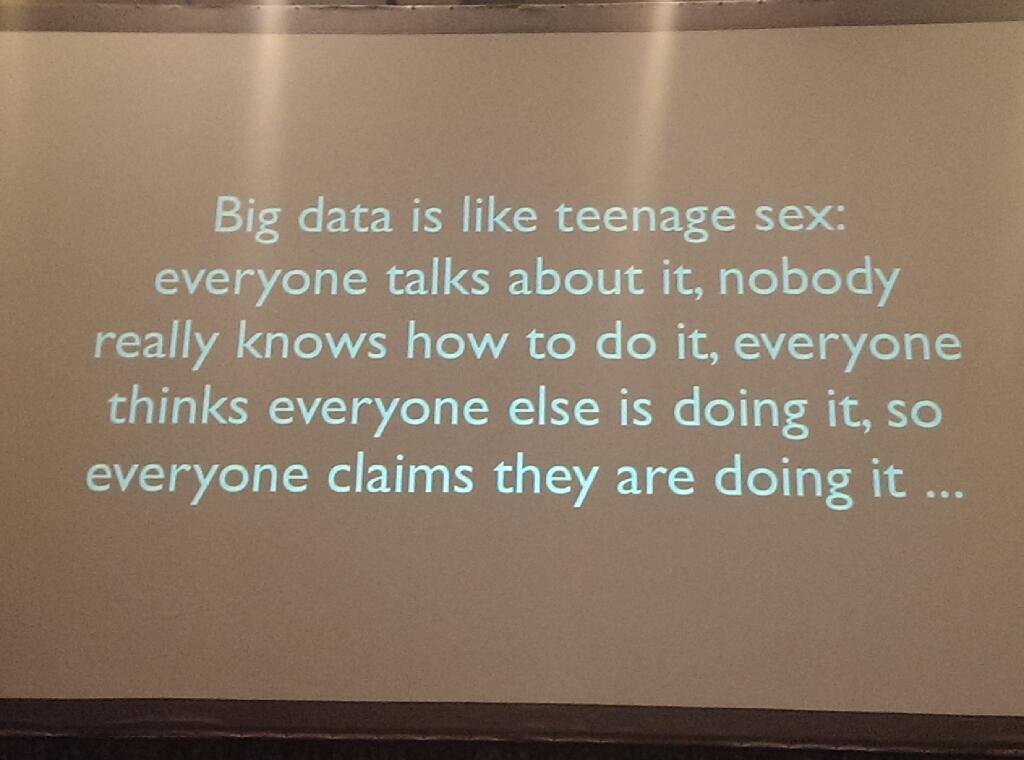 Big data is like teenage sex:
everyone talks about it, nobody
really knows how to do it, everyone
thinks everyone else is doing it, so
everyone claims they are doing it ...